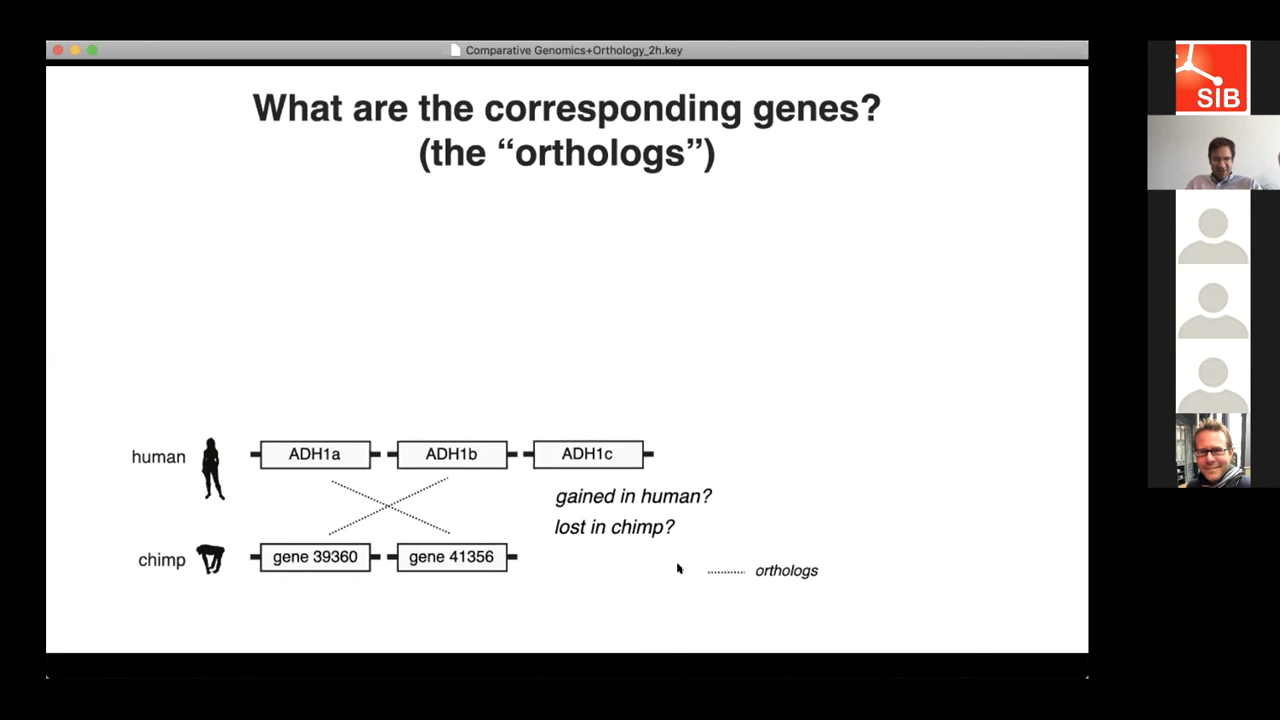 Comparative Genomics+Orthology_2h.key
What are the corresponding genes?
(the “orthologs”)
SIB
human
ADH1a
ADH1b
ADH1c
gained in human?
lost in chimp?
chimp
gene 39360
gene 41356
orthologs